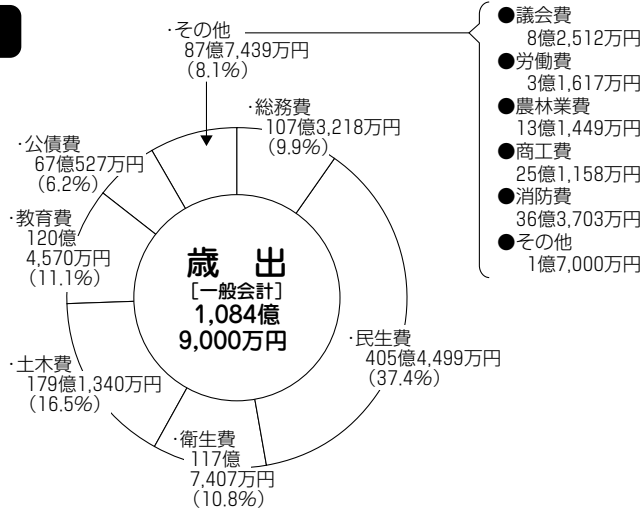 ・その他
87億7,439万円
(8.1%)
●議会費
8億2,512万円
●労働費
3億1,617万円
●農林業費
13億1,449万円
●商工費
25億1,158万円
●消防費
36億3,703万円
●その他
1億7,000万円
・総務費
107億3,218万円
(9.9%)
・公債費
67億527万円
(6.2%)
・教育費
120億
4,570万円
(11.1%)
歳 出
[一般会計]
1,084億
9,000万円
・民生費
405億4,499万円
(37.4%)
・土木費
179億1,340万円
(16.5%)
・衛生費
117億
7,407万円
(10.8%)